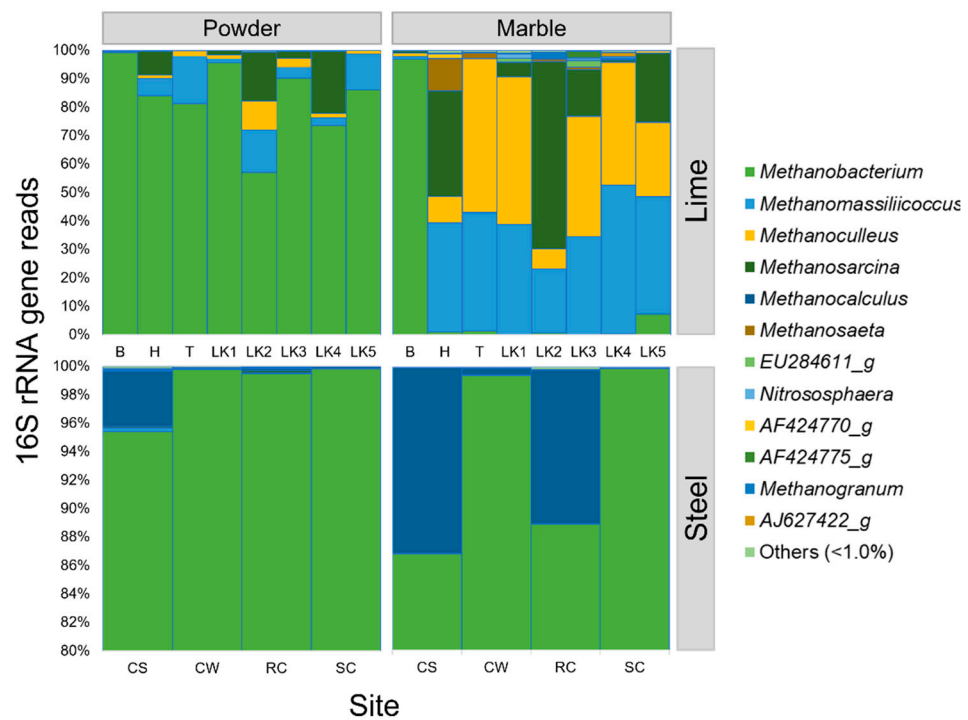 Powder Marble
100%
90%
80%
70%
60%
50%
40%
30%
20%
10%
0%
Lime
B H T LK1 LK2 LK3 LK4 LK5 B H T LK1 LK2 LK3 LK4 LK5
100%
98%
96%
94%
92%
90%
88%
86%
84%
82%
80%
Steel
CS CW RC SC CS CW RC SC
16S rRNA gene reads
Site
Methanobacterium
Methanomassiliicoccus
Methanoculleus
Methanosarcina
Methanocalculus
Methanosaeta
EU284611_g
Nitrososphaera
AF424770_g
AF424775_g
Methanogranum
AJ627422_g
Others (<1.0%)